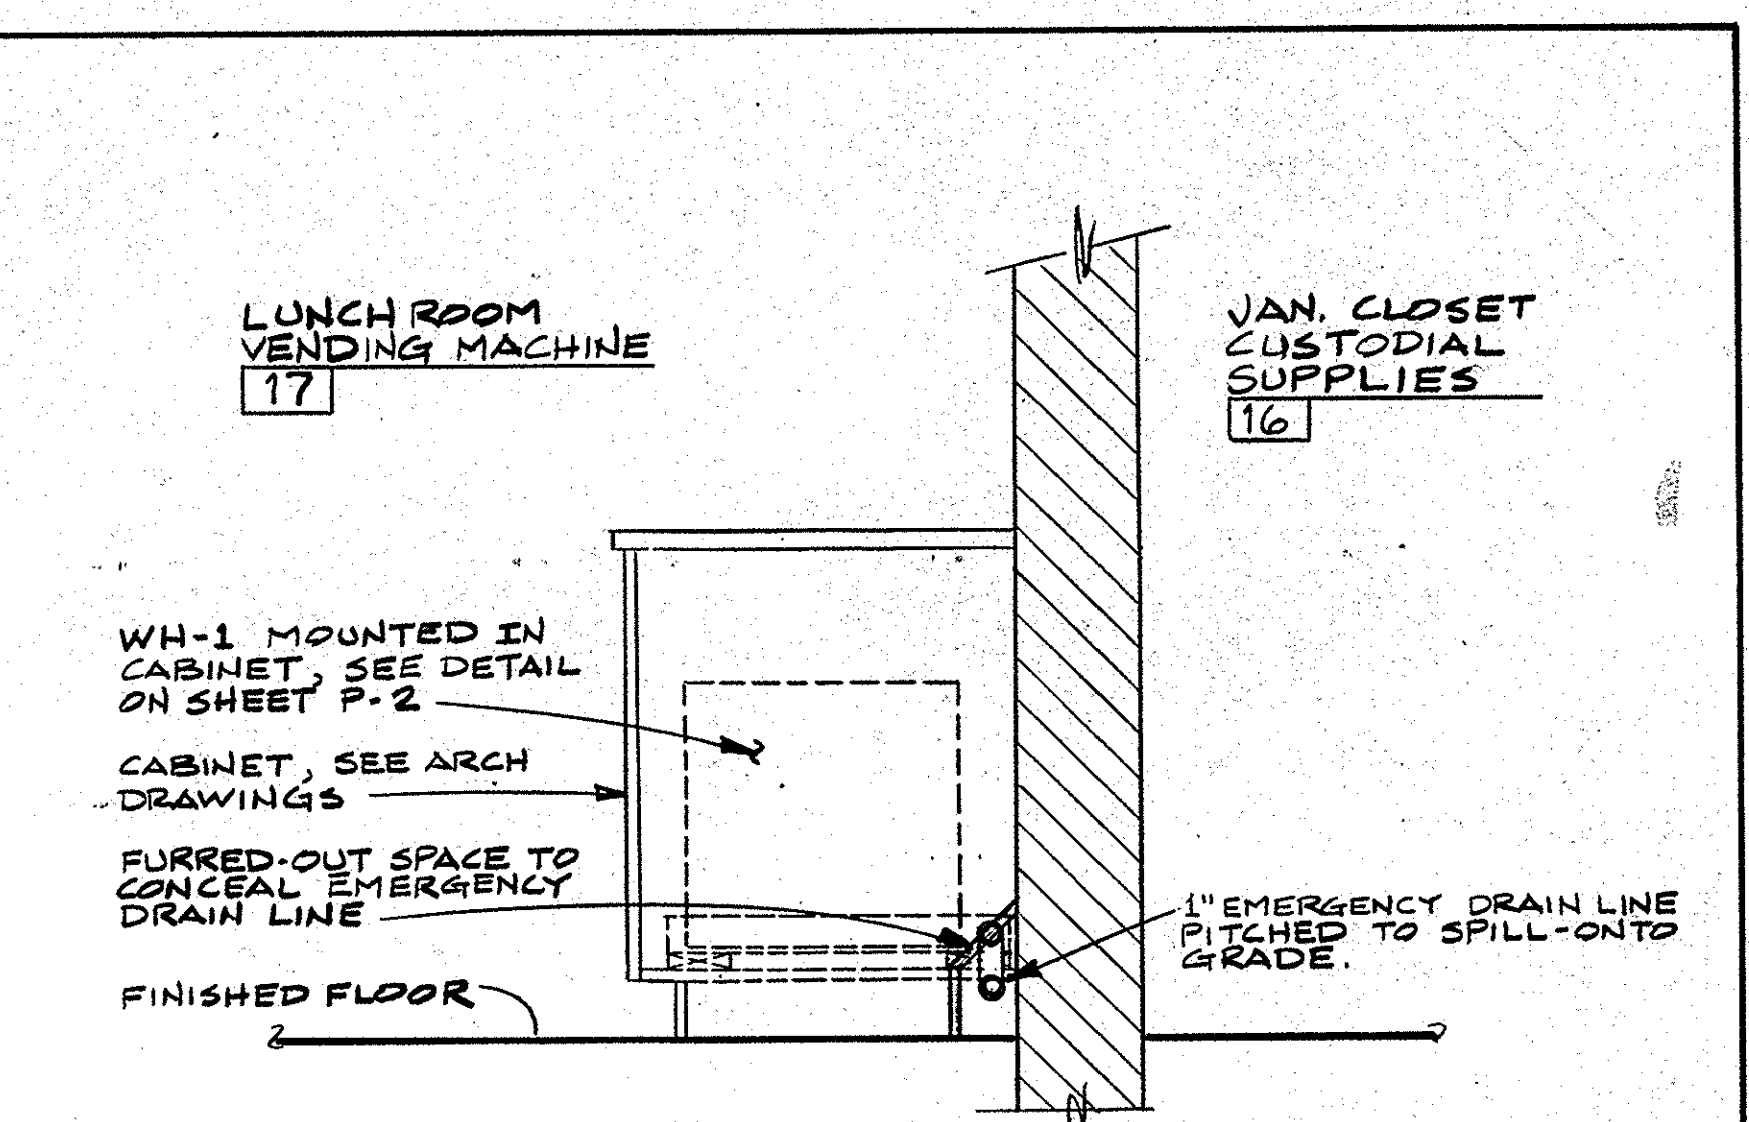 LUNCH ROOM
VENDING MACHINE
17
JAN. CLOSET
CUSTODIAL
SUPPLIES
16
WH-1 MOUNTED IN
CABINET, SEE DETAIL
ON SHEET P-2
CABINET, SEE ARCH
DRAWINGS
FURRED-OUT SPACE TO
CONCEAL EMERGENCY
DRAIN LINE
FINISHED FLOOR
1" EMERGENCY DRAIN LINE
PITCHED TO SPILL-ONTO
GRADE.